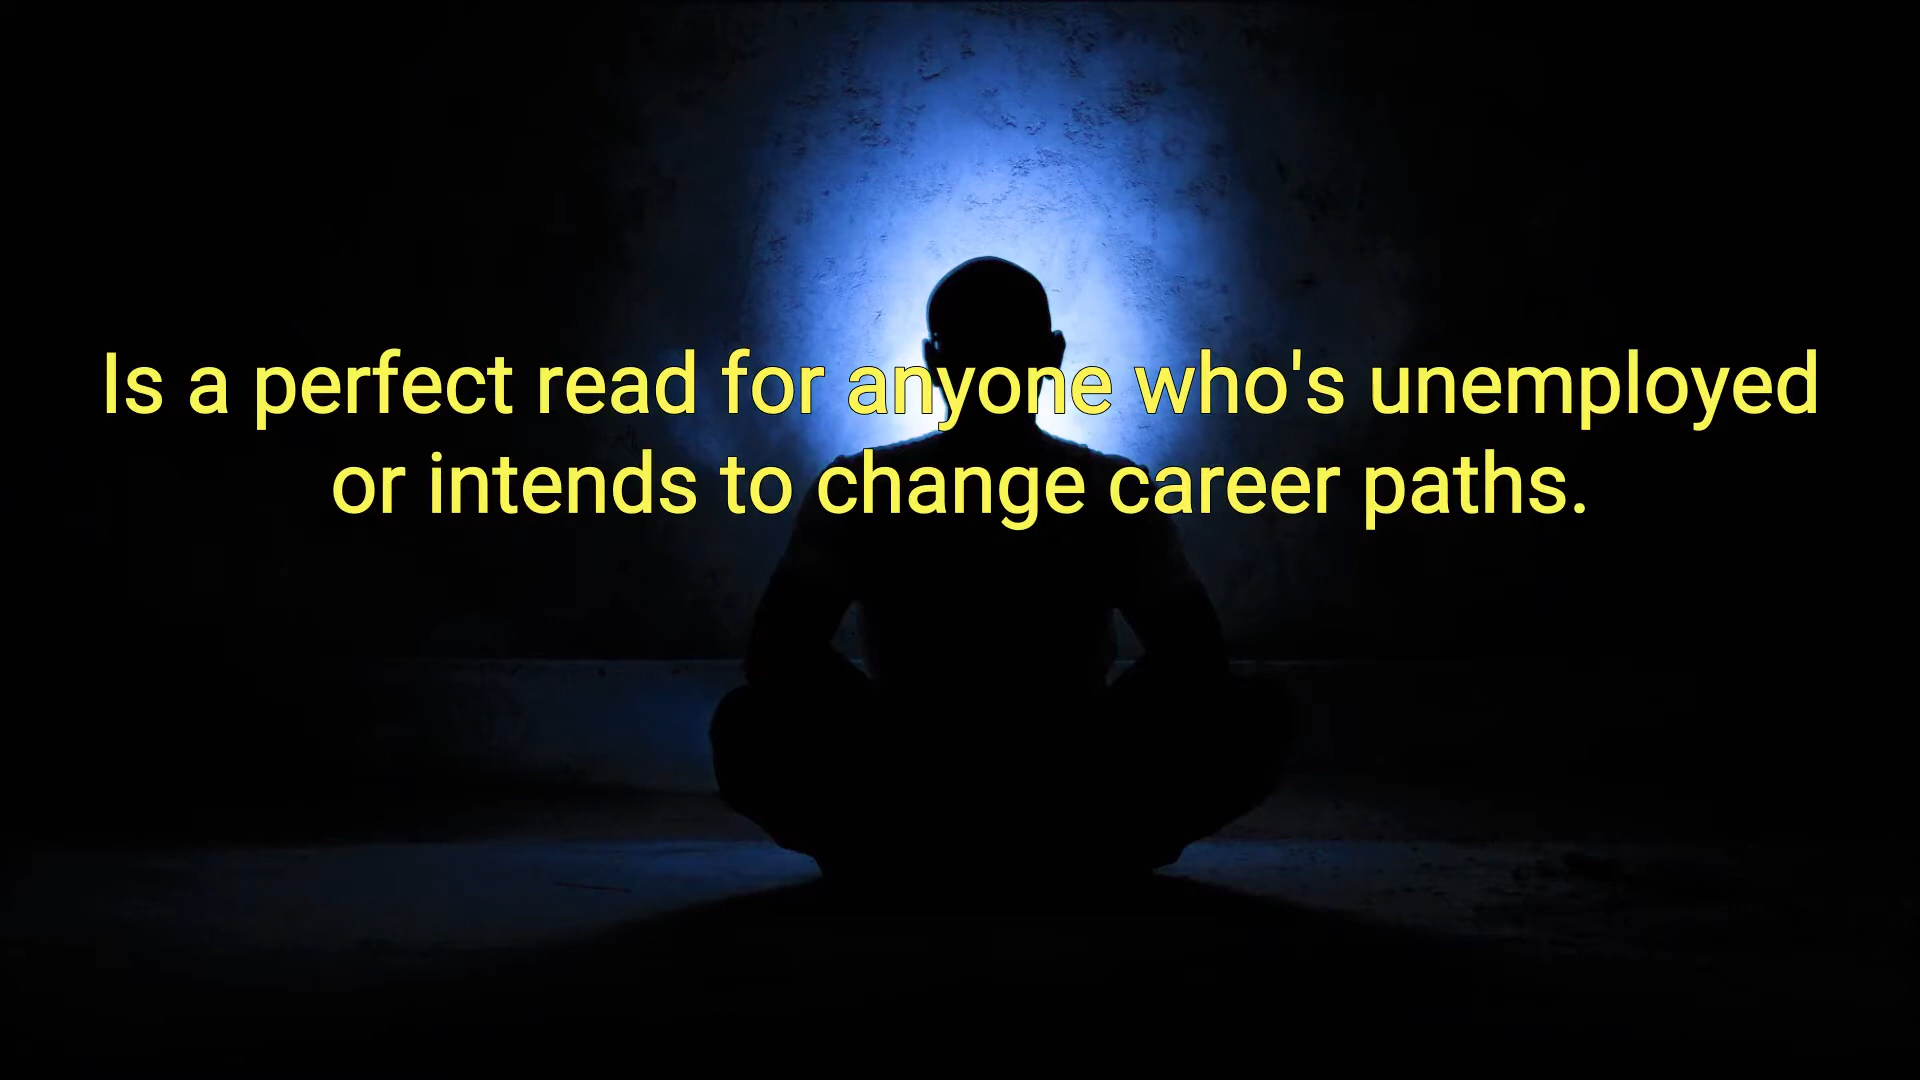 Is a perfect read for anyone who's unemployed
or intends to change career paths.